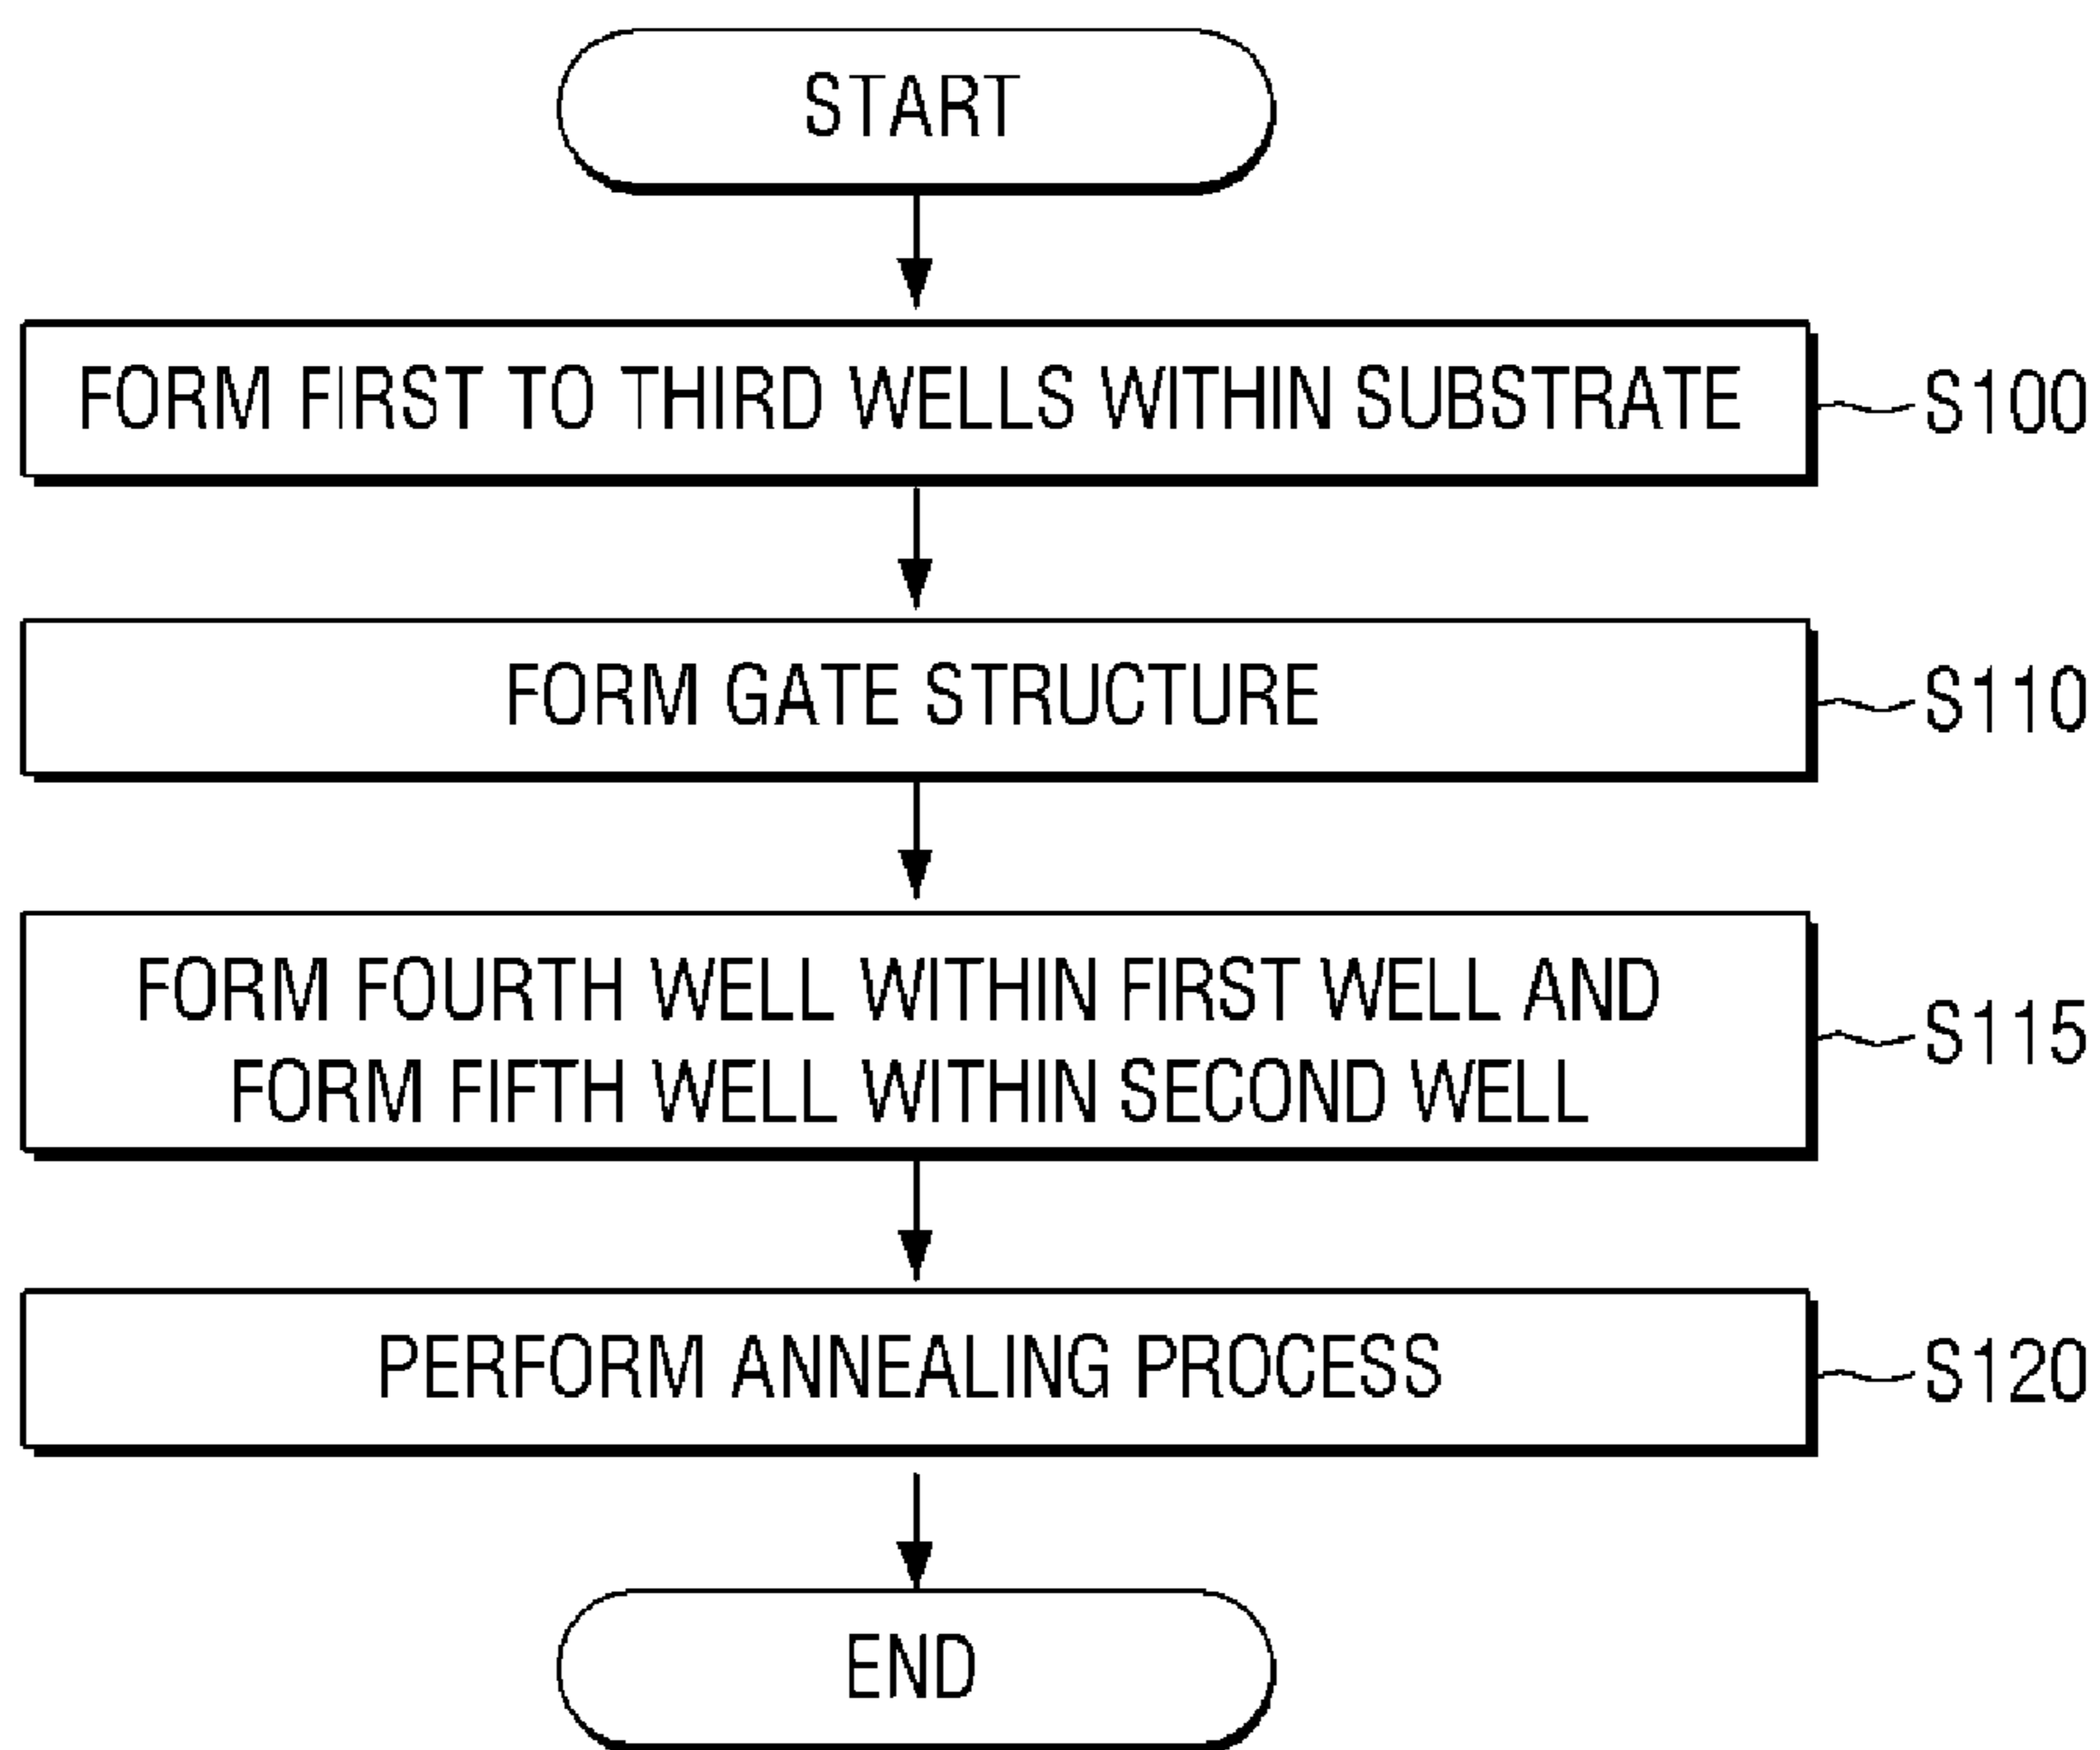 START
FORM FIRST TO THIRD WELLS WITHIN SUBSTRATE
S100
FORM GATE STRUCTURE
S110
FORM FOURTH WELL WITHIN FIRST WELL AND
FORM FIFTH WELL WITHIN SECOND WELL
S115
PERFORM ANNEALING PROCESS
S120
END